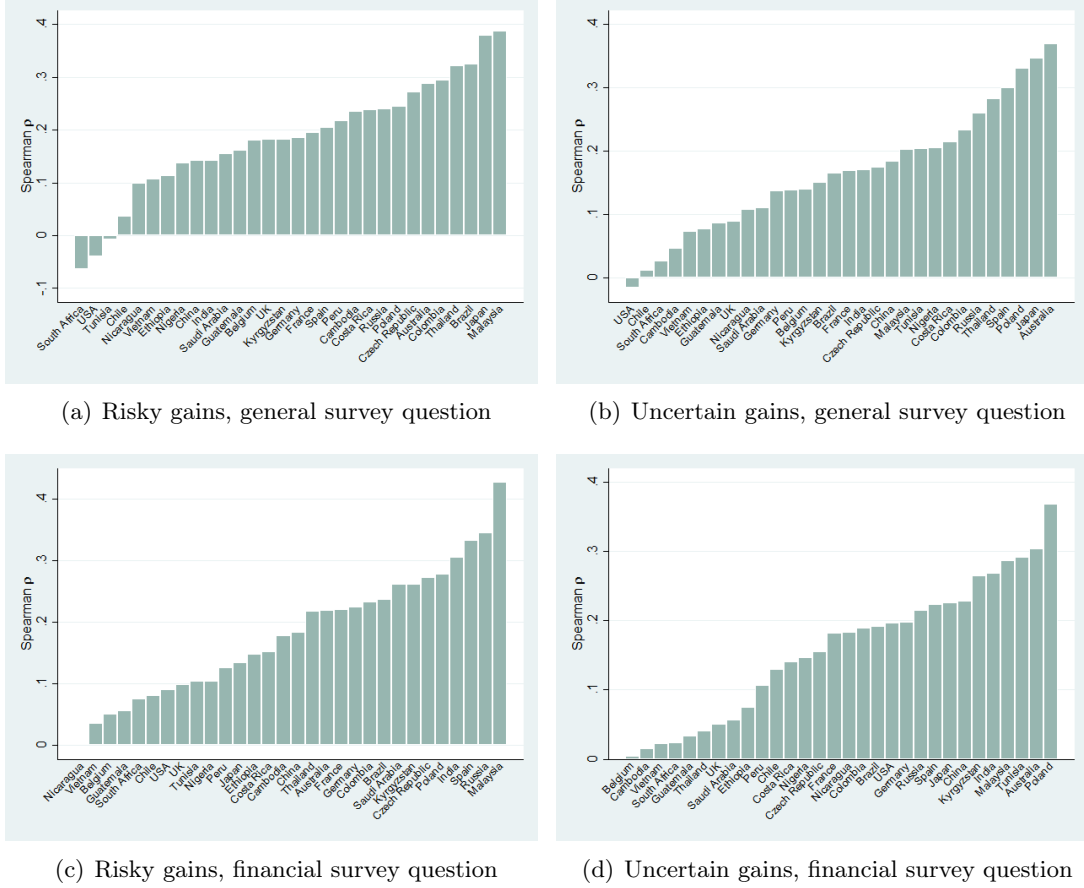 Spearman ρ
.4
.3
.2
.1
0
-.1
South Africa
USA
Tunisia
Chile
Nicaragua
Vietnam
Ethiopia
Nigeria
China
India
Saudi Arabia
Guatemala
Belgium
UK
Kyrgyzstan
Germany
France
Spain
Peru
Cambodia
Costa Rica
Russia
Poland
Czech Republic
Australia
Colombia
Thailand
Brazil
Japan
Malaysia
(a) Risky gains, general survey question
Spearman ρ
.4
.3
.2
.1
0
USA
Chile
South Africa
Cambodia
Vietnam
Ethiopia
Guatemala
UK
Nicaragua
Saudi Arabia
Germany
Peru
Belgium
Kyrgyzstan
Brazil
France
India
Czech Republic
China
Malaysia
Tunisia
Nigeria
Costa Rica
Colombia
Russia
Thailand
Spain
Poland
Japan
Australia
(b) Uncertain gains, general survey question
Spearman ρ
.4
.3
.2
.1
0
Nicaragua
Vietnam
Belgium
Guatemala
South Africa
Chile
USA
UK
Tunisia
Nigeria
Peru
Japan
Ethiopia
Costa Rica
Cambodia
China
Thailand
Australia
France
Germany
Colombia
Brazil
Saudi Arabia
Kyrgyzstan
Czech Republic
Poland
India
Spain
Russia
Malaysia
(c) Risky gains, financial survey question
Spearman ρ
.4
.3
.2
.1
0
Belgium
Cambodia
Vietnam
South Africa
Guatemala
Thailand
UK
Saudi Arabia
Ethiopia
Peru
Chile
Costa Rica
Nigeria
Czech Republic
France
Nicaragua
Colombia
Brazil
USA
Germany
Russia
Spain
Japan
China
Kyrgyzstan
India
Malaysia
Tunisia
Australia
Poland
(d) Uncertain gains, financial survey question